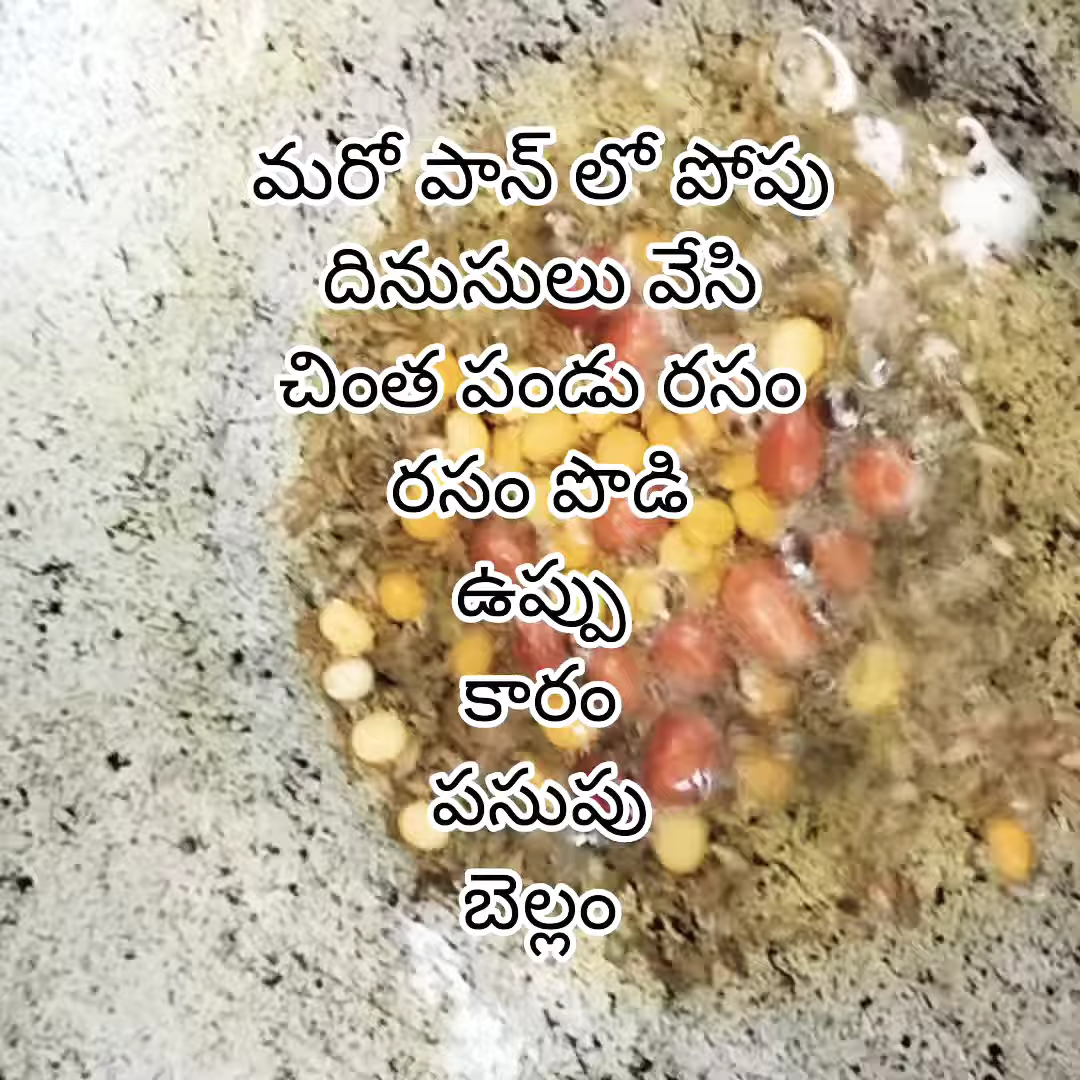 మరో పాన్ లో పోపు
దినుసులు వేసి
చింత పండు రసం
రసం పొడి
ఉప్పు
కారం
పసుపు
బెల్లం